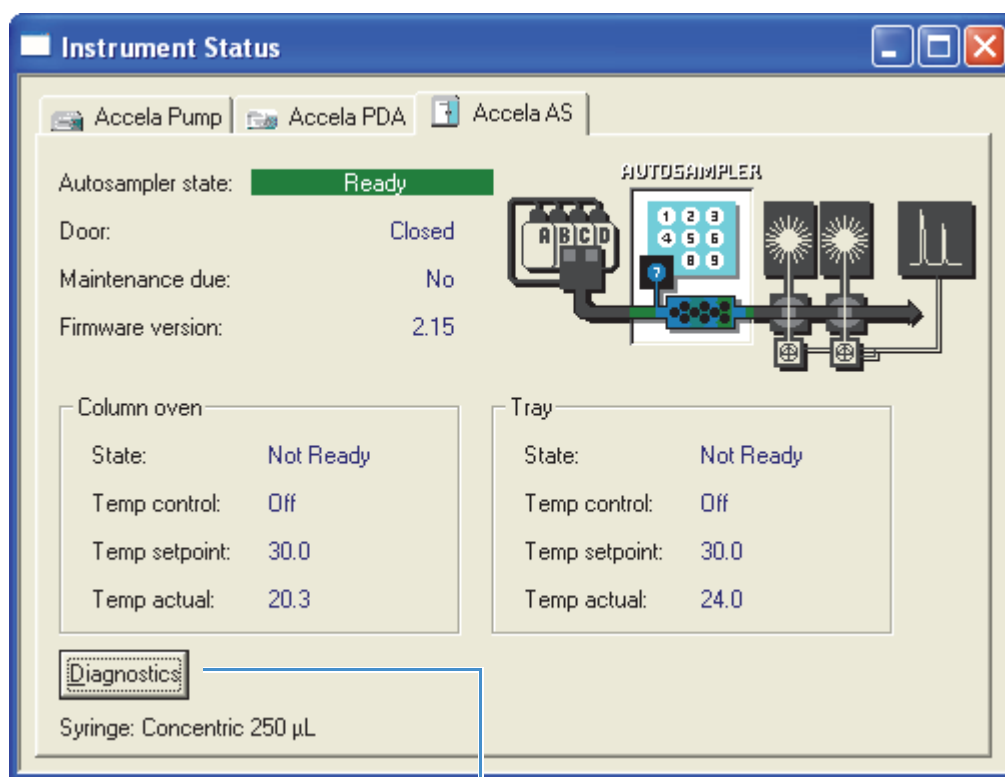 Instrument Status
Accela Pump Accela PDA Accela AS
Autosampler state: Ready
Door: Closed
Maintenance due: No
Firmware version: 2.15
AUTOSAMPLER
A B C D
1 2 3
4 5 6
8 9
7
Column oven
State: Not Ready
Temp control: Off
Temp setpoint: 30.0
Temp actual: 20.3
Tray
State: Not Ready
Temp control: Off
Temp setpoint: 30.0
Temp actual: 24.0
Diagnostics
Syringe: Concentric 250 µL